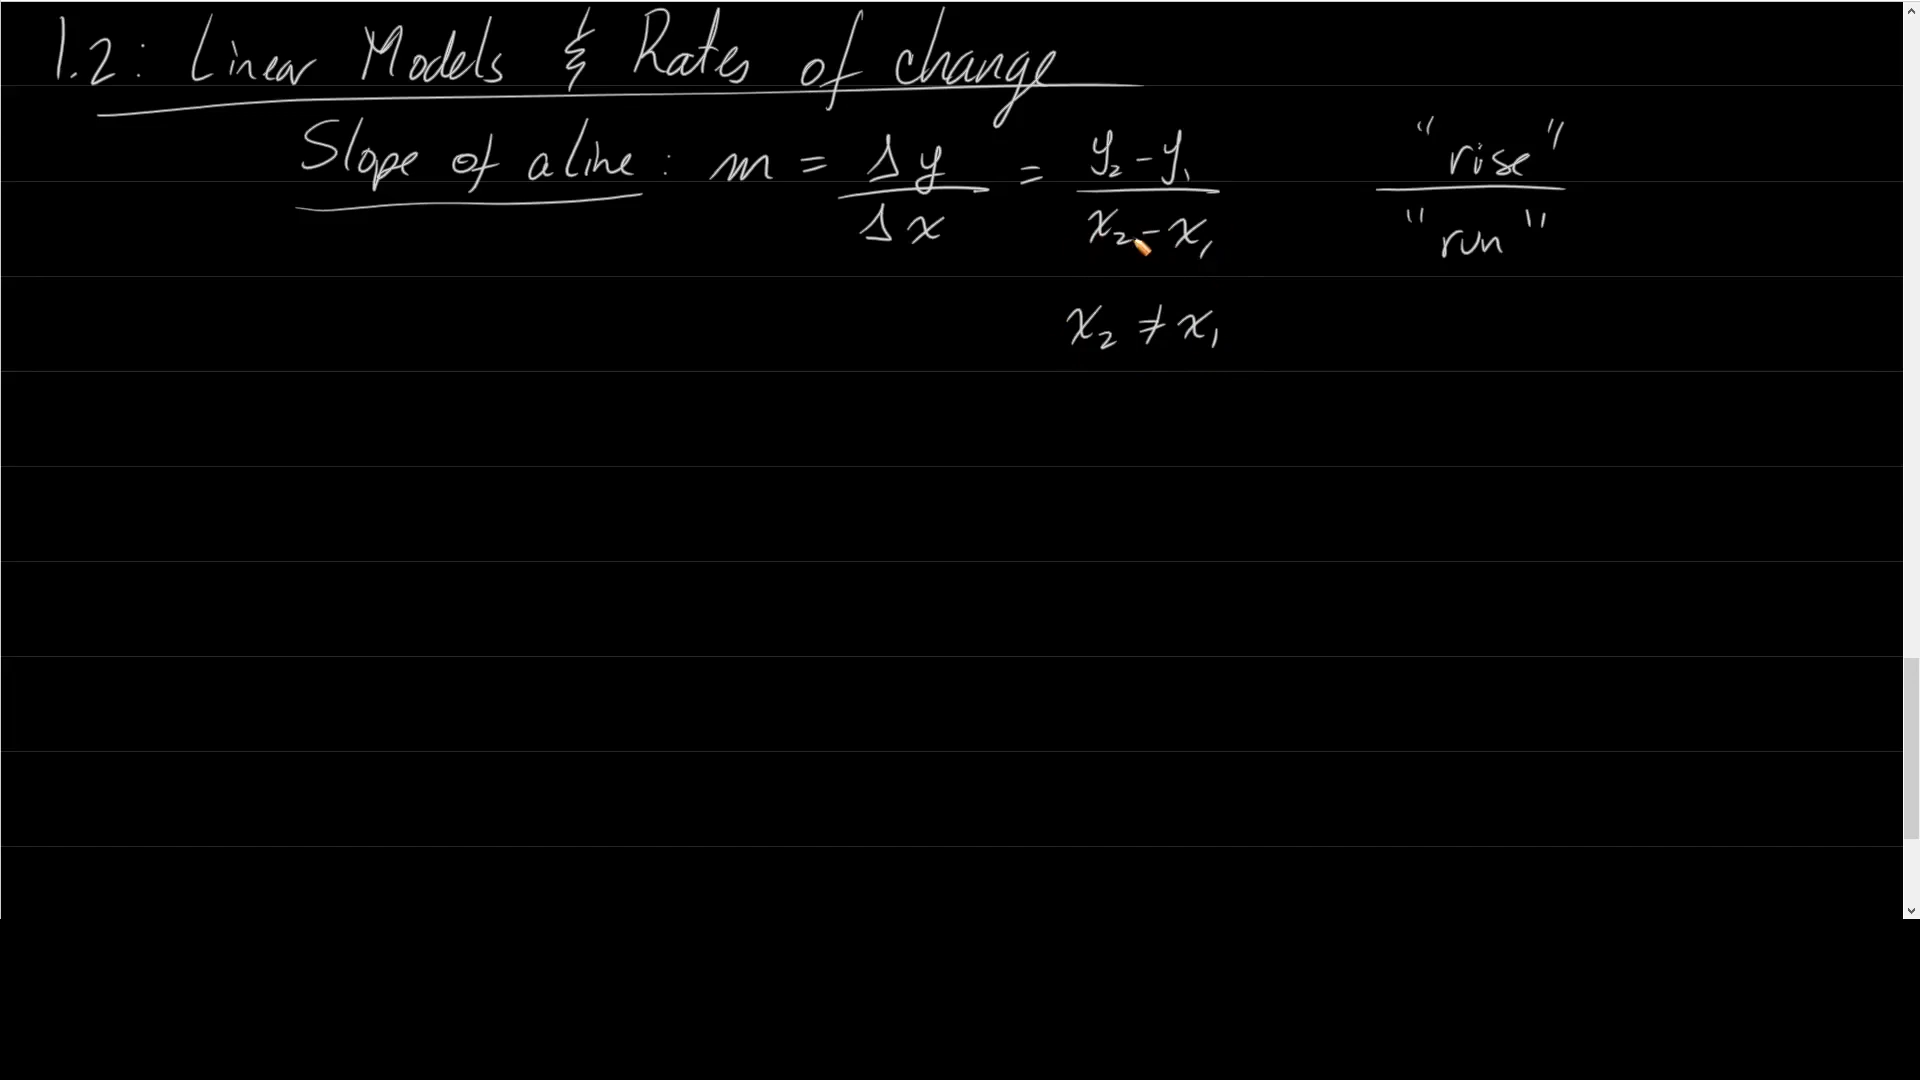 1.2: Linear Models & Rates of change
Slope of a line: m = Δy/Δx = y₂-y₁/x₂-x₁ "rise"/"run"
x₂ ≠ x₁